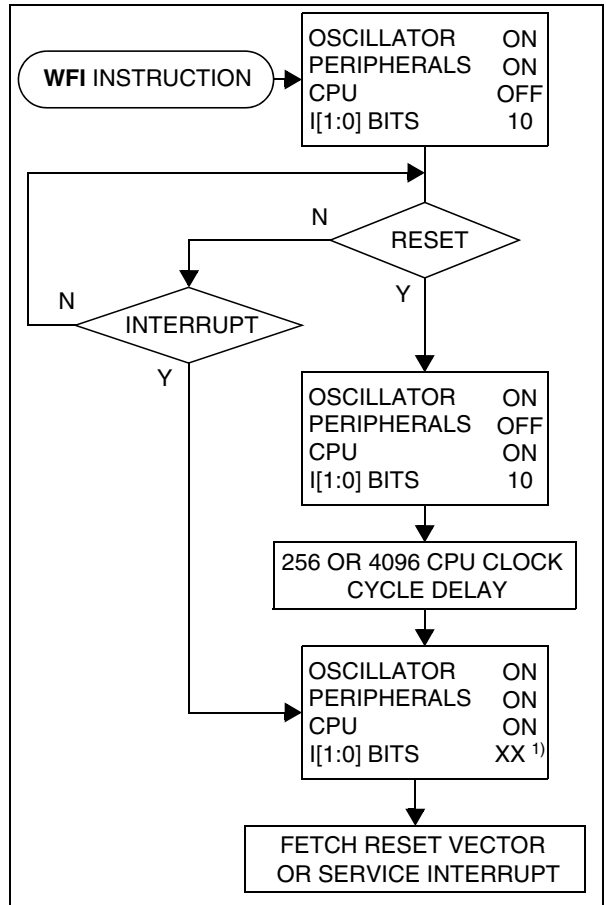 WFI INSTRUCTION
OSCILLATOR ON
PERIPHERALS ON
CPU OFF
I[1:0] BITS 10
N
RESET
Y
N
INTERRUPT
Y
OSCILLATOR ON
PERIPHERALS OFF
CPU ON
I[1:0] BITS 10
256 OR 4096 CPU CLOCK
CYCLE DELAY
OSCILLATOR ON
PERIPHERALS ON
CPU ON
I[1:0] BITS XX 1)
FETCH RESET VECTOR
OR SERVICE INTERRUPT